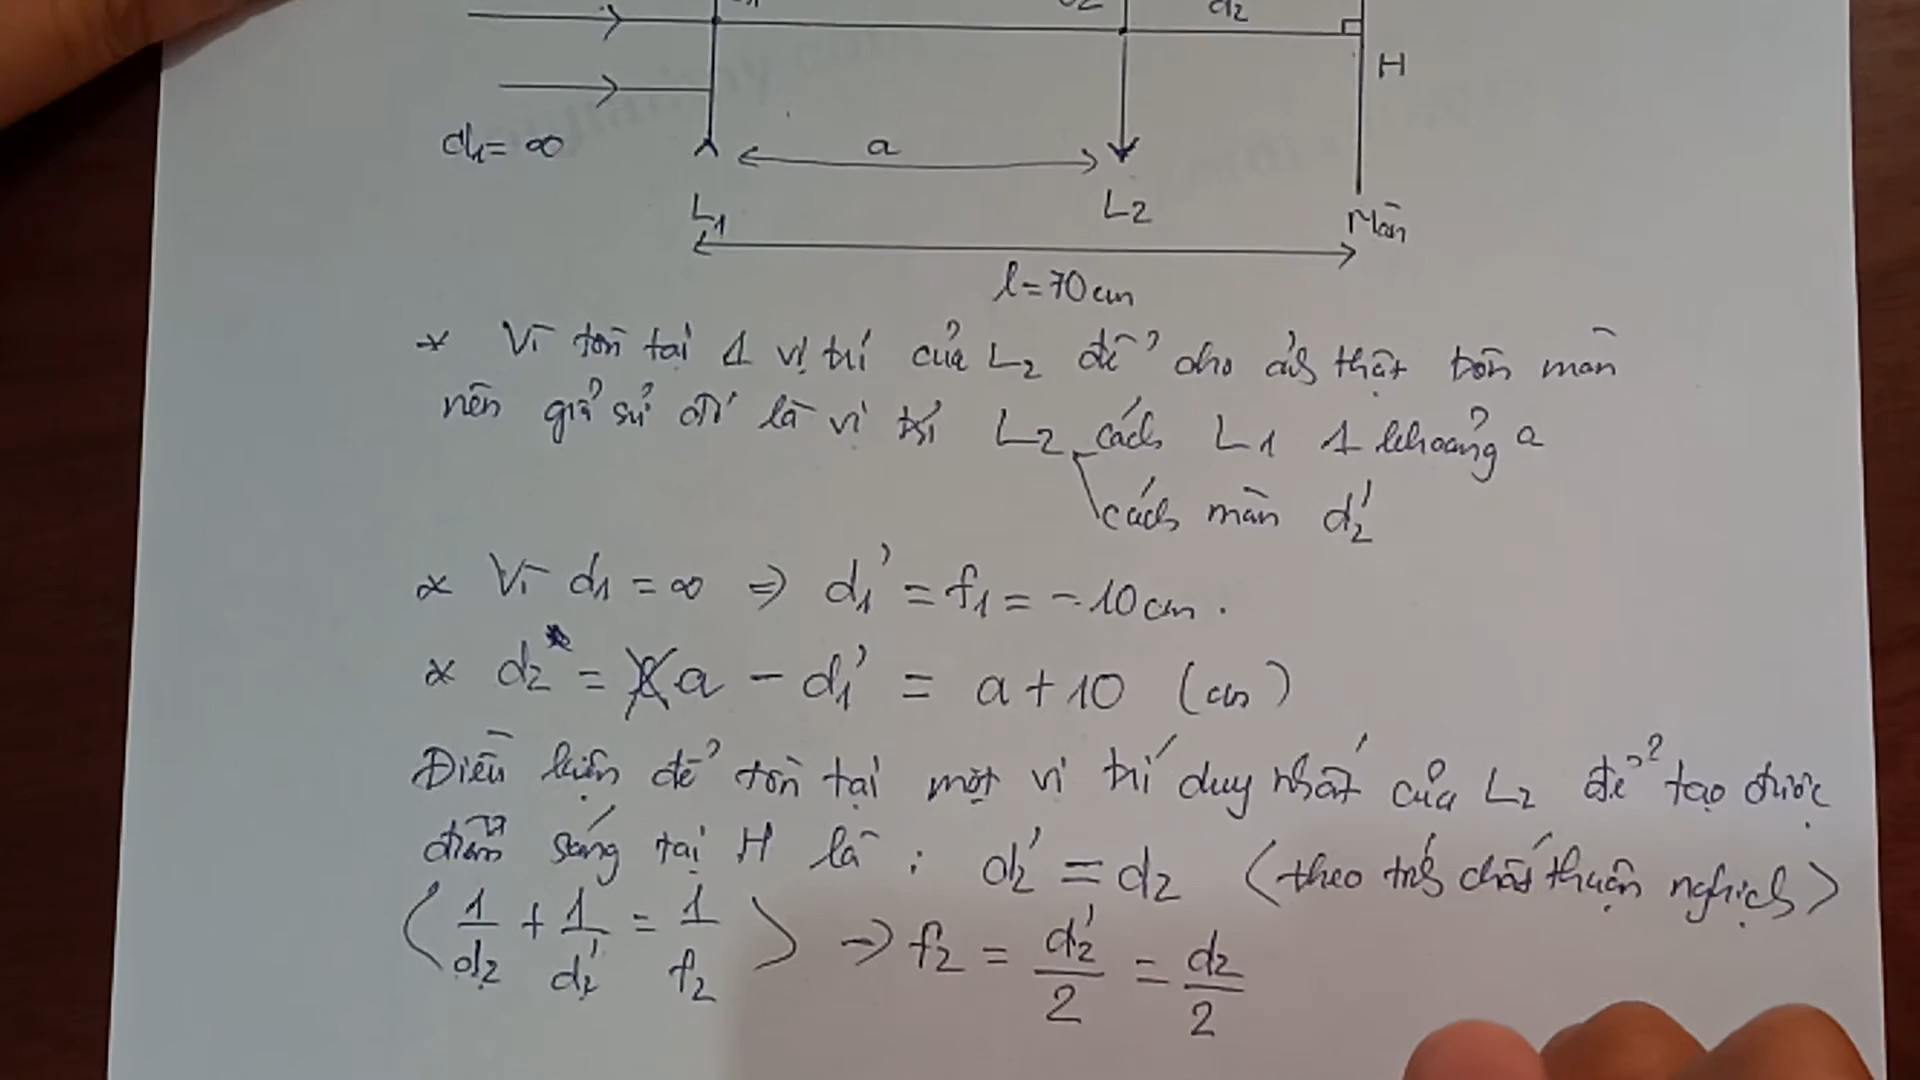 d₂
H
d₁ = ∞
a
L₁
L₂
Màn
l = 70 cm
* Vì tồn tại 1 vị trí của L₂ để cho ảnh thật trên màn
nên giả sử đó là vị trí L₂ cách L₁ 1 khoảng a
cách màn d₂'
* Vì d₁ = ∞ ⇒ d₁' = f₁ = -10 cm.
* d₂ = a - d₁' = a + 10 (cm)
Điều kiện để tồn tại một vị trí duy nhất của L₂ để tạo được
điểm sáng tại H là : d₂' = d₂ (theo tính chất thuận nghịch)
(1/d₂ + 1/d₂' = 1/f₂) → f₂ = d₂'/2 = d₂/2